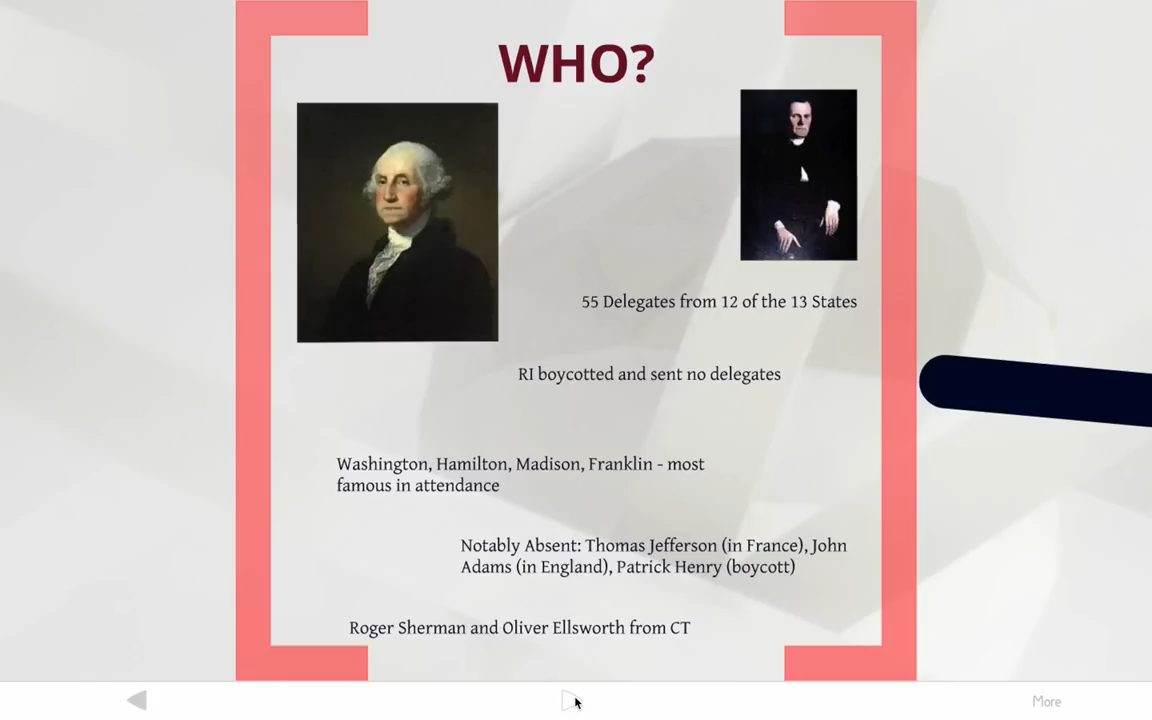 WHO?
55 Delegates from 12 of the 13 States
RI boycotted and sent no delegates
Washington, Hamilton, Madison, Franklin - most
famous in attendance
Notably Absent: Thomas Jefferson (in France), John
Adams (in England), Patrick Henry (boycott)
Roger Sherman and Oliver Ellsworth from CT
More